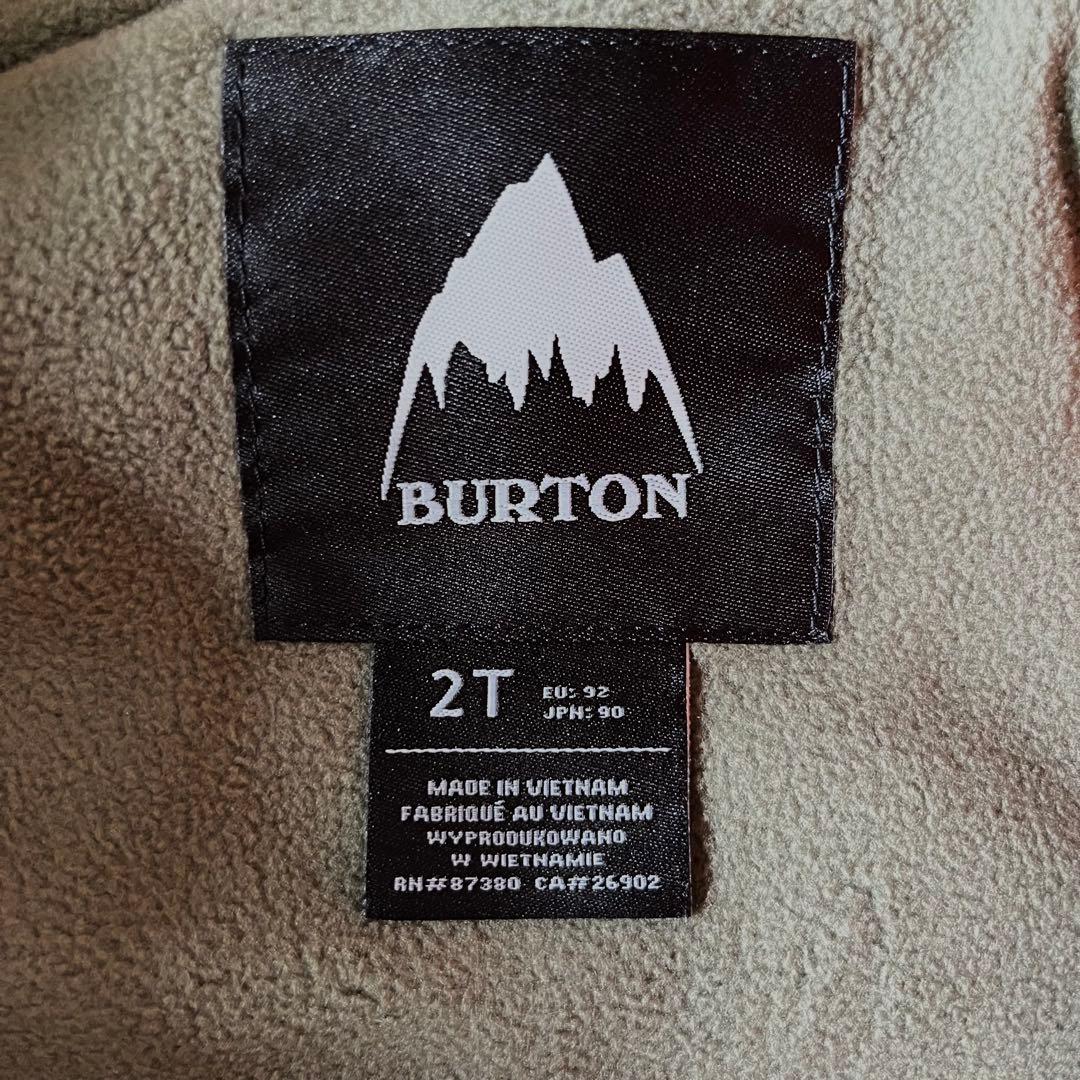 BURTON
2T
EU: 92
JPN: 90
MADE IN VIETNAM
FABRIQUÉ AU VIETNAM
WYPRODUKOWANO
W WIETNAMIE
RN#87380 CA#26902